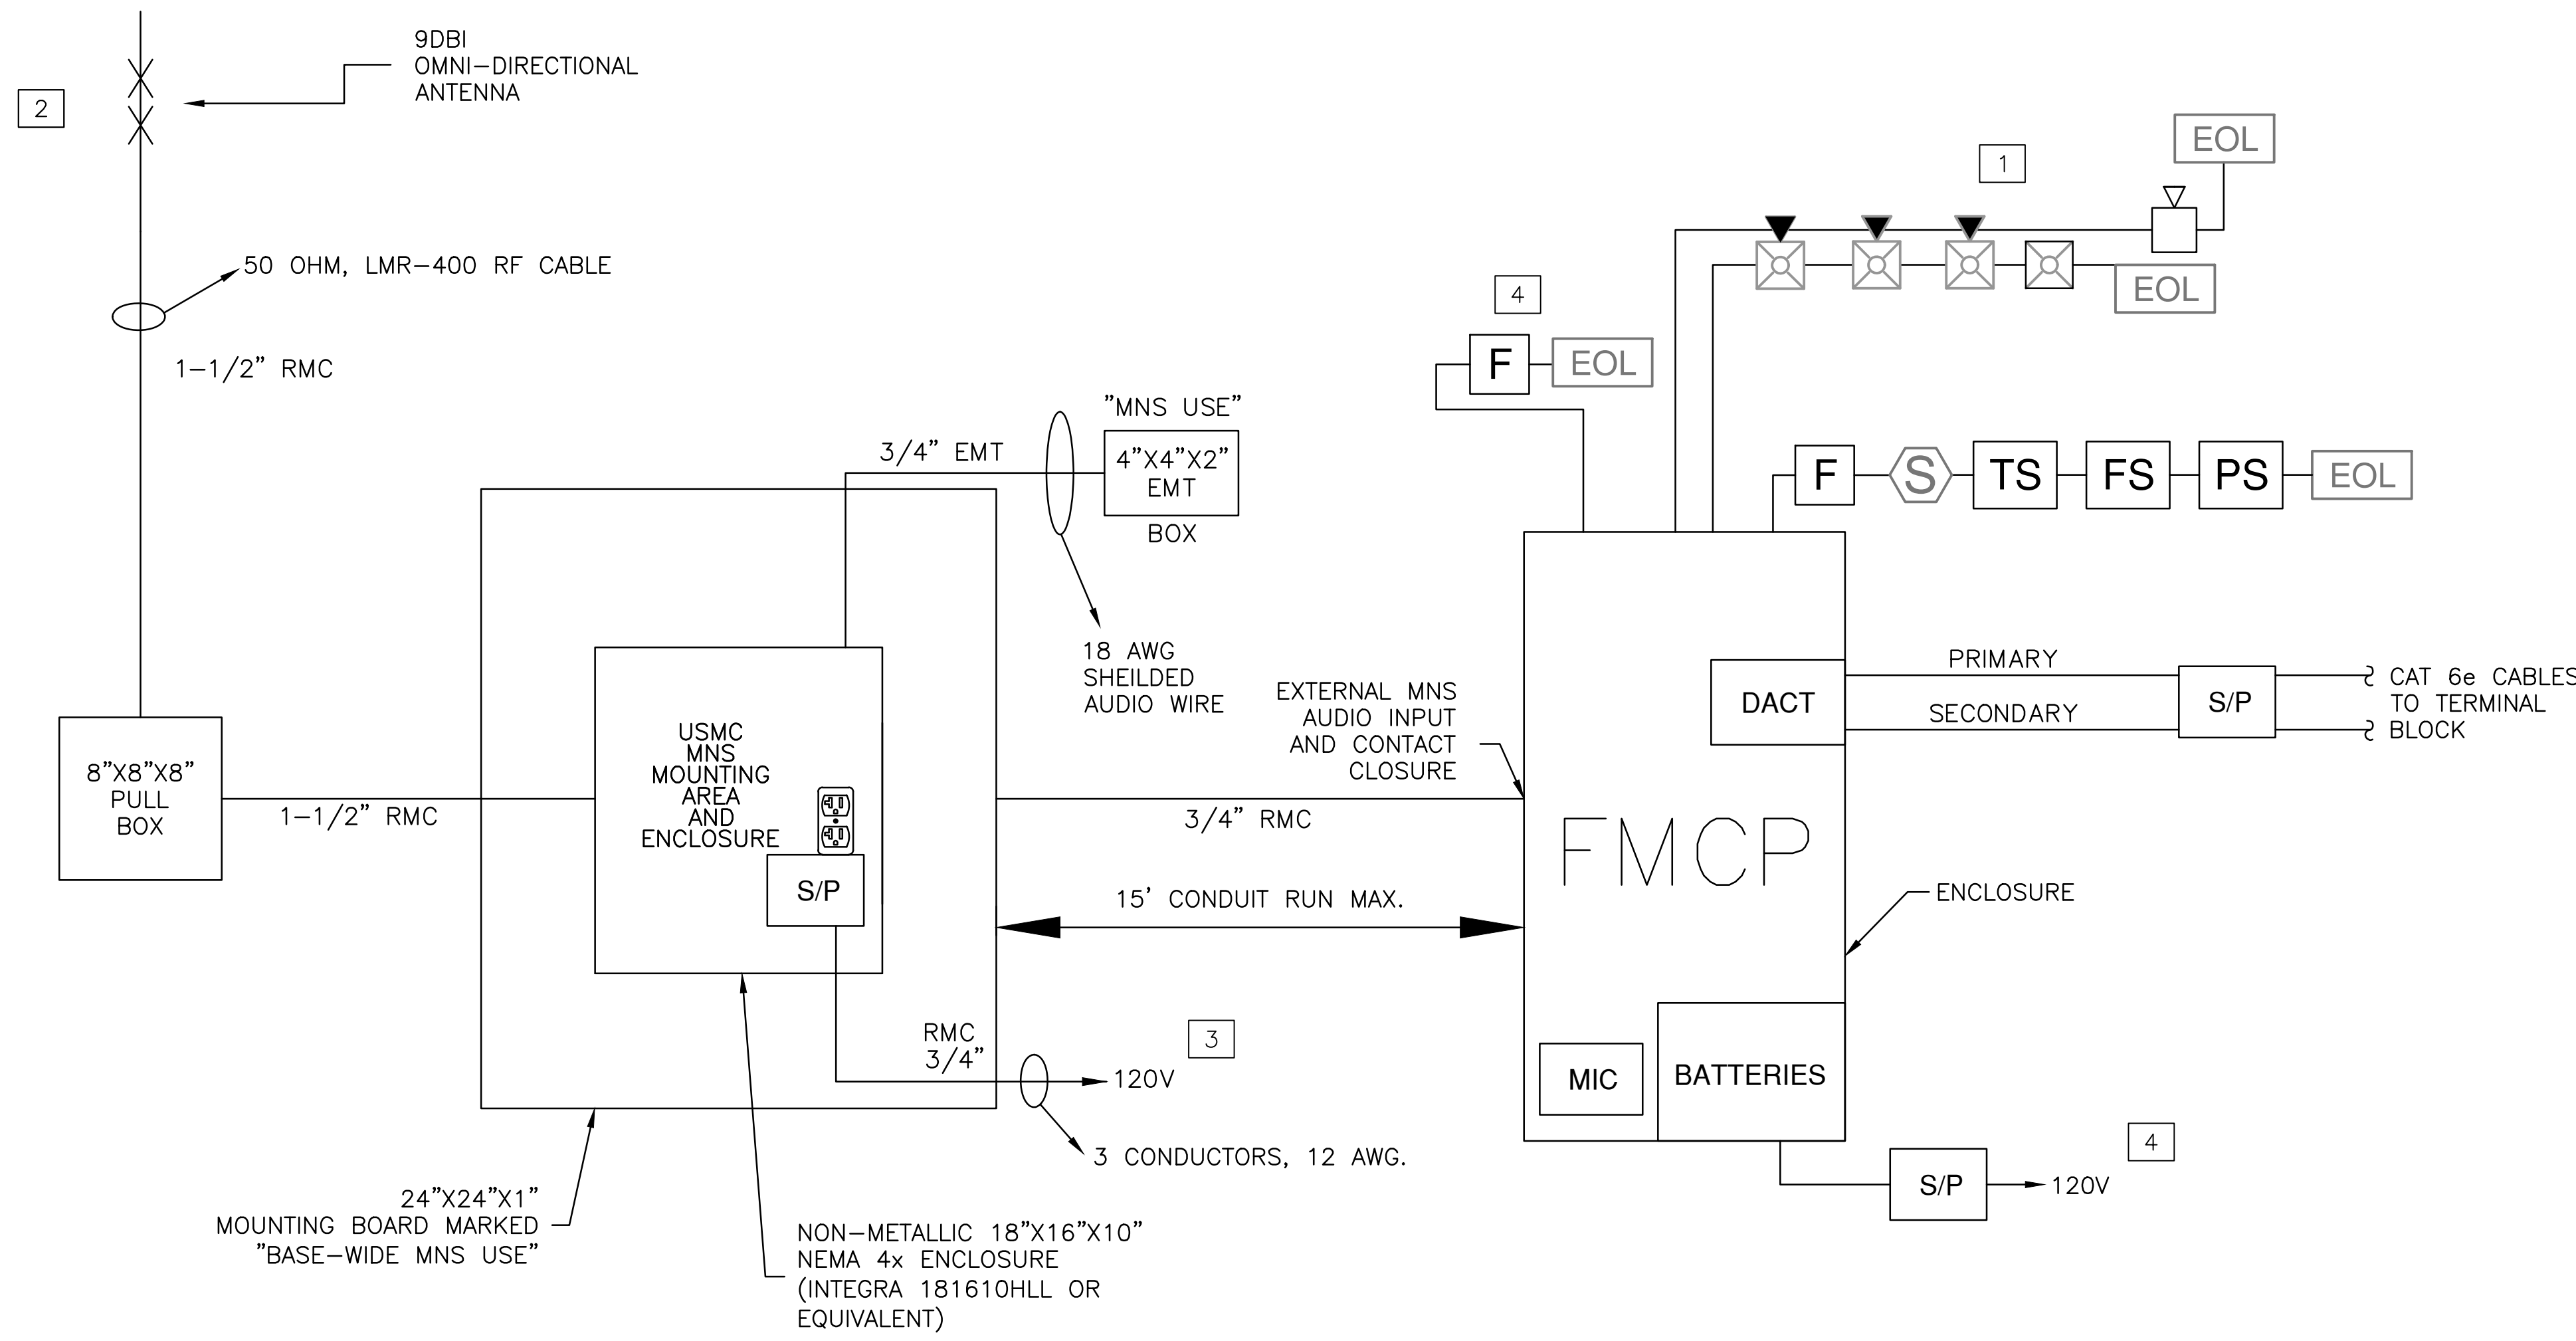 9DBI
OMNI-DIRECTIONAL
ANTENNA
2
50 OHM, LMR-400 RF CABLE
1-1/2" RMC
8"X8"X8"
PULL
BOX
1-1/2" RMC
3/4" EMT
"MNS USE"
4"X4"X2"
EMT
BOX
18 AWG
SHEILDED
AUDIO WIRE
USMC
MNS
MOUNTING
AREA
AND
ENCLOSURE
S/P
RMC
3/4"
120V
3
3 CONDUCTORS, 12 AWG.
24"X24"X1"
MOUNTING BOARD MARKED
"BASE-WIDE MNS USE"
NON-METALLIC 18"X16"X10"
NEMA 4x ENCLOSURE
(INTEGRA 181610HLL OR
EQUIVALENT)
EXTERNAL MNS
AUDIO INPUT
AND CONTACT
CLOSURE
3/4" RMC
15' CONDUIT RUN MAX.
4
F
EOL
1
EOL
EOL
F
S
TS
FS
PS
EOL
DACT
PRIMARY
SECONDARY
S/P
CAT 6e CABLES
TO TERMINAL
BLOCK
FMCP
ENCLOSURE
MIC
BATTERIES
S/P
120V
4